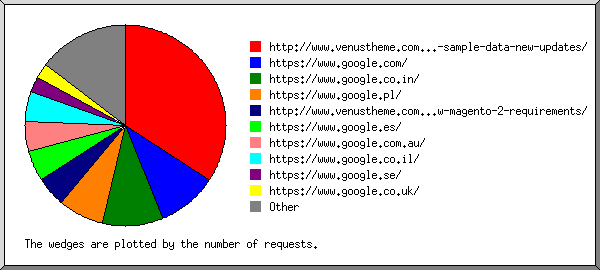 http://www.venustheme.com...-sample-data-new-updates/
https://www.google.com/
https://www.google.co.in/
https://www.google.pl/
http://www.venustheme.com...w-magento-2-requirements/
https://www.google.es/
https://www.google.com.au/
https://www.google.co.il/
https://www.google.se/
https://www.google.co.uk/
Other
The wedges are plotted by the number of requests.